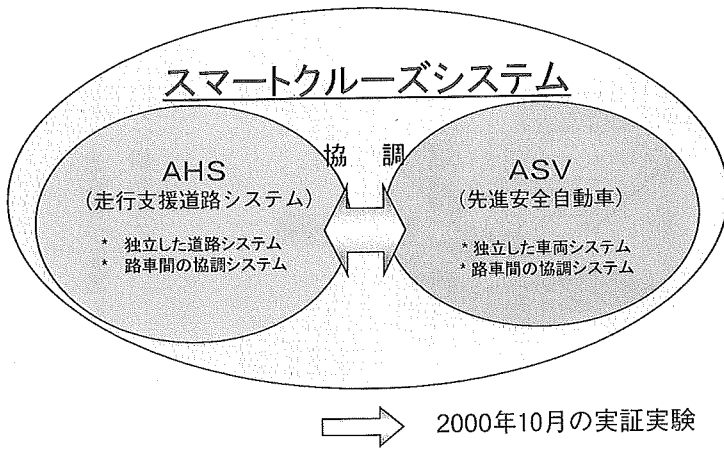 スマートクルーズシステム
協 調
AHS
(走行支援道路システム)
* 独立した道路システム
* 路車間の協調システム
ASV
(先進安全自動車)
* 独立した車両システム
* 路車間の協調システム
2000年10月の実証実験